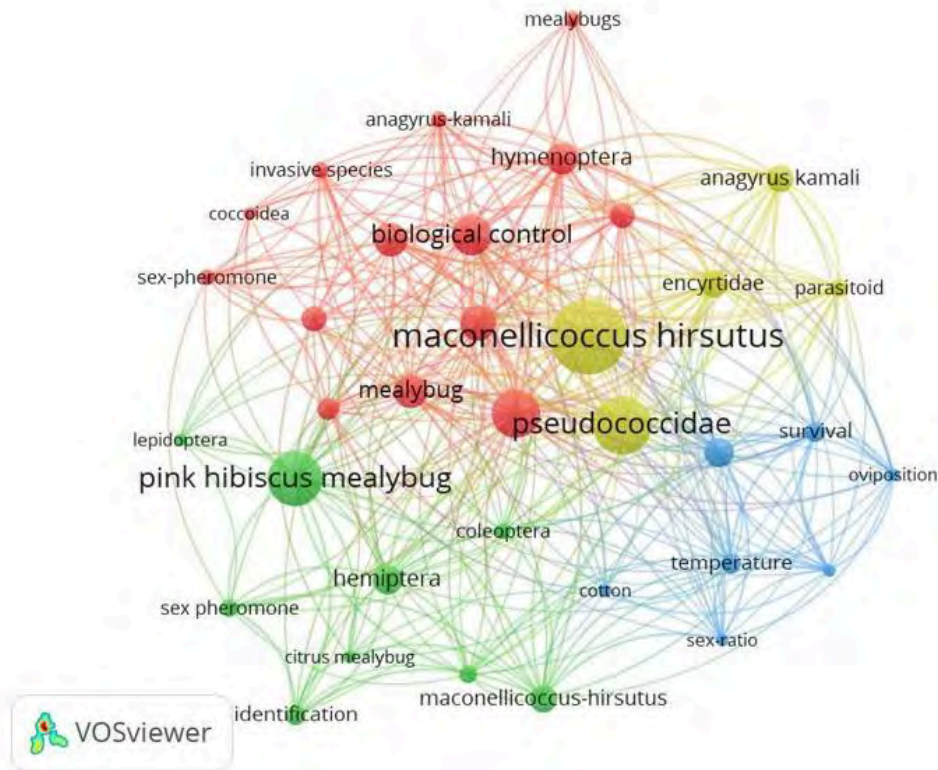 mealybugs
anagyrus-kamali
hymenoptera
invasive species
anagyrus kamali
coccoidea
biological control
sex-pheromone
encyrtidae
parasitoid
maconellicoccus hirsutus
mealybug
pseudococcidae
survival
lepidoptera
pink hibiscus mealybug
oviposition
coleoptera
temperature
hemiptera
cotton
sex pheromone
sex-ratio
citrus mealybug
maconellicoccus-hirsutus
identification
VOSviewer